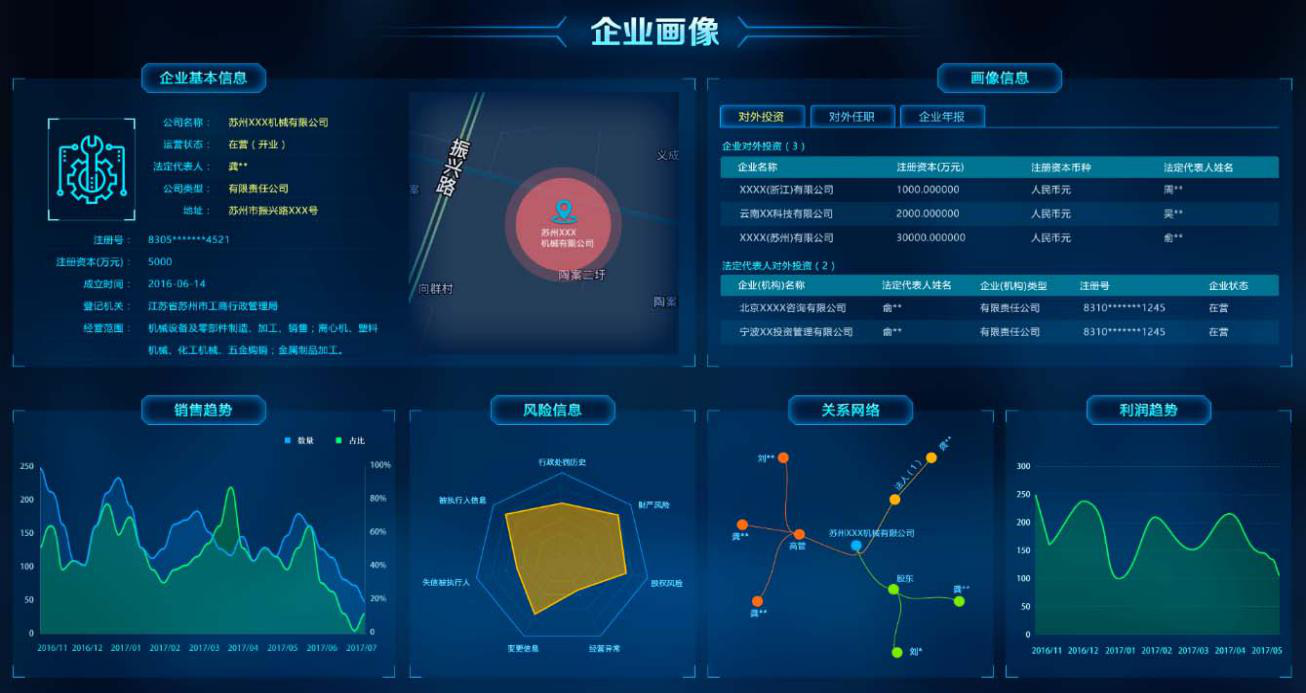 企业画像
企业基本信息
公司名称： 苏州XXX机械有限公司
运营状态： 在营（开业）
法定代表人： 龚**
公司类型： 有限责任公司
地址： 苏州市振兴路XXX号
注册号： 8305*******4521
注册资本(万元)： 5000
成立时间： 2016-06-14
登记机关： 江苏省苏州市工商行政管理局
经营范围： 机械设备及零部件制造、加工、销售；离心机、塑料
机械、化工机械、五金购销；金属制品加工。
振兴路
义成
苏州XXX
机械有限公司
陶案二圩
向群村
陶案
画像信息
对外投资 对外任职 企业年报
企业对外投资（3）
企业名称 注册资本(万元) 注册资本币种 法定代表人姓名
XXXX(浙江)有限公司 1000.000000 人民币元 周**
云南XX科技有限公司 2000.000000 人民币元 吴**
XXXX(苏州)有限公司 30000.000000 人民币元 俞**
法定代表人对外投资（2）
企业(机构)名称 法定代表人姓名 企业(机构)类型 注册号 企业状态
北京XXXX咨询有限公司 俞** 有限责任公司 8310*******1245 在营
宁波XX投资管理有限公司 俞** 有限责任公司 8310*******1245 在营
销售趋势
数量 占比
250 100%
200 80%
150 60%
100 40%
50 20%
0 0
2016/11 2016/12 2017/01 2017/02 2017/03 2017/04 2017/05 2017/06 2017/07
风险信息
行政处罚历史
被执行人信息 财产风险
失信被执行人 股权风险
变更信息 经营异常
关系网络
龚**
刘**
法人(1)
龚**
苏州XXX机械有限公司
高管
股东
龚**
龚**
刘*
利润趋势
300
250
200
150
100
50
0
2016/11 2016/12 2017/01 2017/02 2017/03 2017/04 2017/05